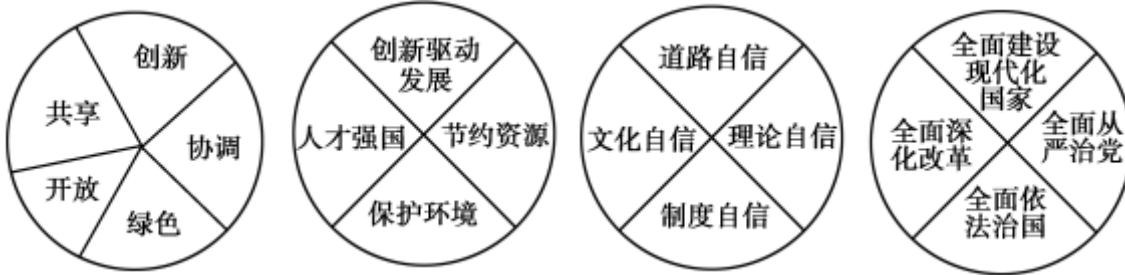 创新
共享
协调
开放
绿色
创新驱动
发展
人才强国
节约资源
保护环境
道路自信
文化自信
理论自信
制度自信
全面建设
现代化
国家
全面深
化改革
全面从
严治党
全面依
法治国